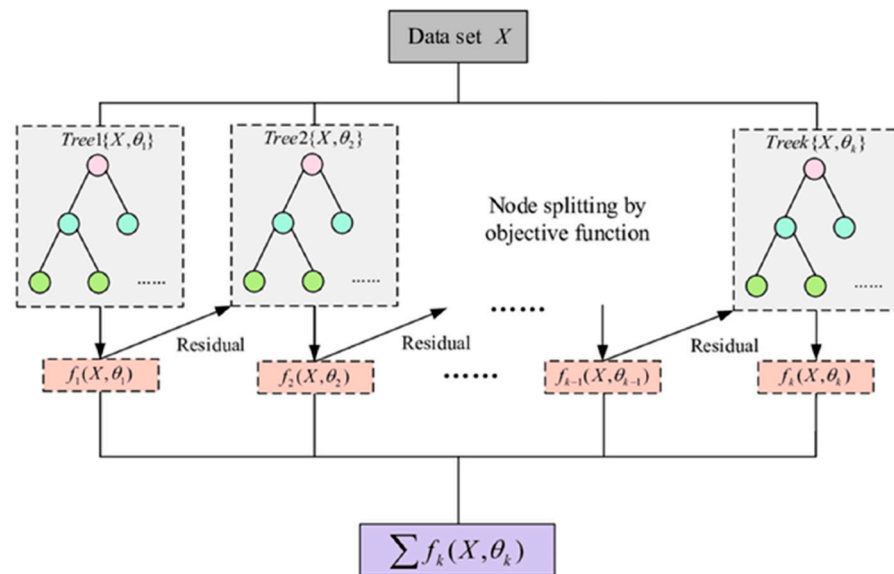 Data set X
Tree1{X,θ₁}
Tree2{X,θ₂}
Treek{X,θₖ}
Node splitting by
objective function
......
......
......
......
Residual
Residual
Residual
......
f₁(X,θ₁)
f₂(X,θ₂)
fₖ₋₁(X,θₖ₋₁)
fₖ(X,θₖ)
∑fₖ(X,θₖ)